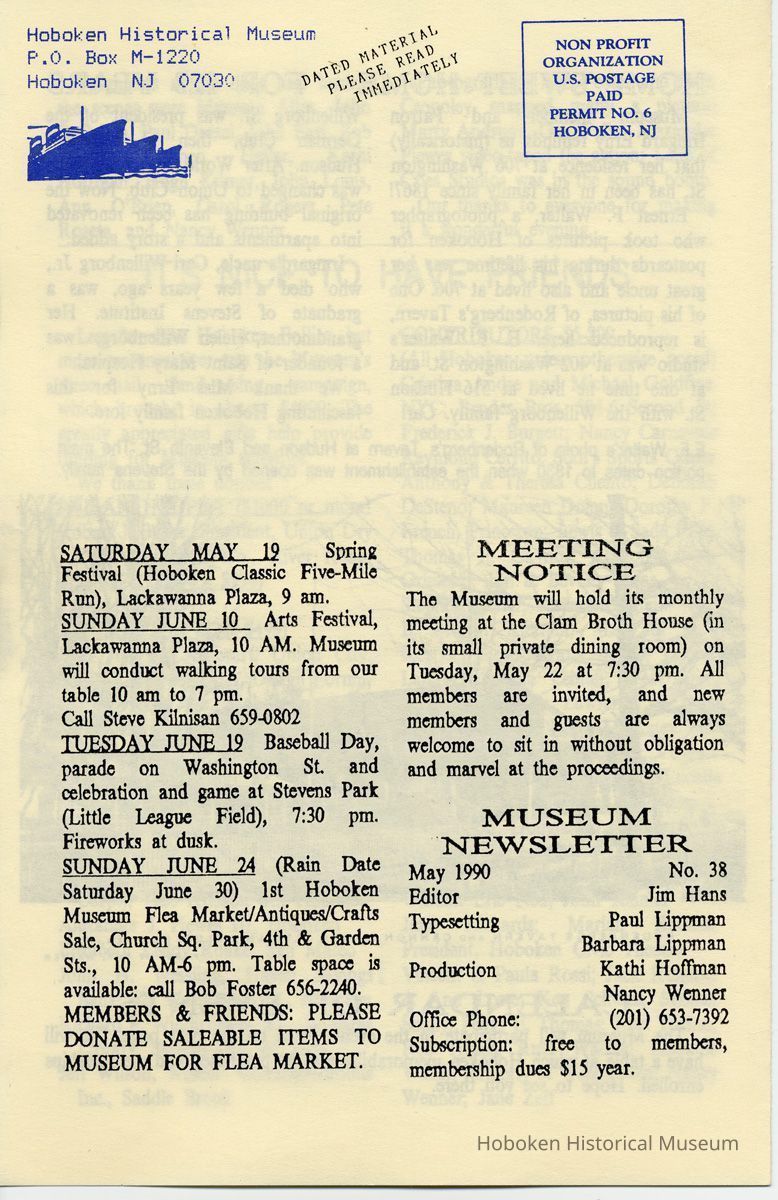 Hoboken Historical Museum
P.O. Box M-1220
Hoboken NJ 07030
DATED MATERIAL
PLEASE READ
IMMEDIATELY
NON PROFIT
ORGANIZATION
U.S. POSTAGE
PAID
PERMIT NO. 6
HOBOKEN, NJ
SATURDAY MAY 19 Spring
Festival (Hoboken Classic Five-Mile
Run), Lackawanna Plaza, 9 am.
SUNDAY JUNE 10 Arts Festival,
Lackawanna Plaza, 10 AM. Museum
will conduct walking tours from our
table 10 am to 7 pm.
Call Steve Kilnisan 659-0802
TUESDAY JUNE 19 Baseball Day,
parade on Washington St. and
celebration and game at Stevens Park
(Little League Field), 7:30 pm.
Fireworks at dusk.
SUNDAY JUNE 24 (Rain Date
Saturday June 30) 1st Hoboken
Museum Flea Market/Antiques/Crafts
Sale, Church Sq. Park, 4th & Garden
Sts., 10 AM-6 pm. Table space is
available: call Bob Foster 656-2240.
MEMBERS & FRIENDS: PLEASE
DONATE SALEABLE ITEMS TO
MUSEUM FOR FLEA MARKET.
MEETING
NOTICE
The Museum will hold its monthly
meeting at the Clam Broth House (in
its small private dining room) on
Tuesday, May 22 at 7:30 pm. All
members are invited, and new
members and guests are always
welcome to sit in without obligation
and marvel at the proceedings.
MUSEUM
NEWSLETTER
May 1990 No. 38
Editor Jim Hans
Typesetting Paul Lippman
Barbara Lippman
Production Kathi Hoffman
Nancy Wenner
Office Phone: (201) 653-7392
Subscription: free to members,
membership dues $15 year.
Hoboken Historical Museum